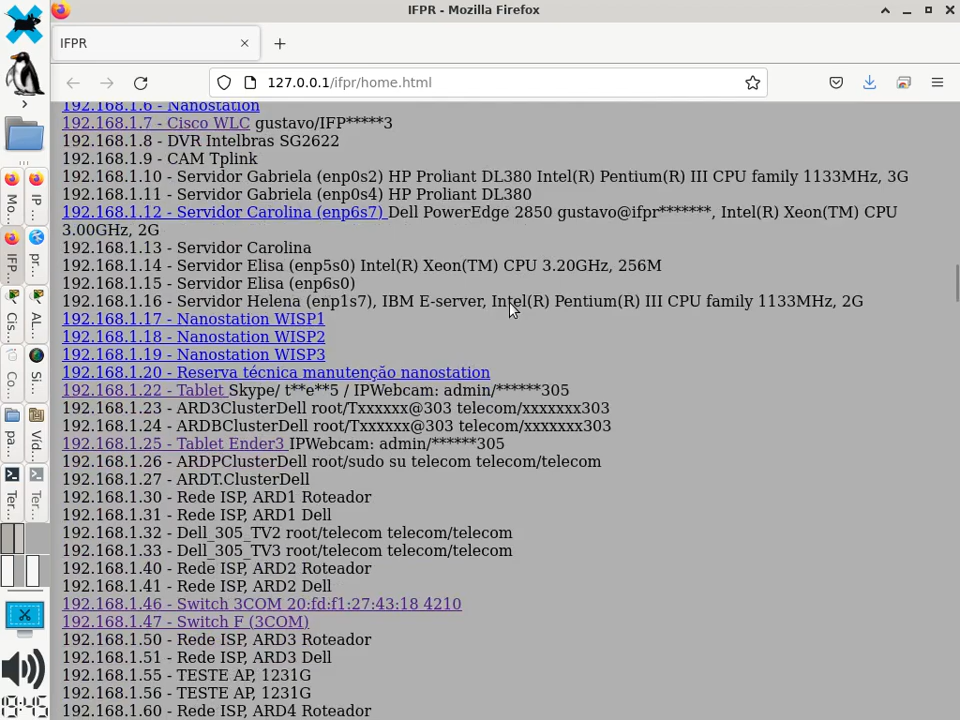 IFPR - Mozilla Firefox
IFPR
127.0.0.1/ifpr/home.html
192.168.1.6 - Nanostation
192.168.1.7 - Cisco WLC gustavo/IFP*****3
192.168.1.8 - DVR Intelbras SG2622
192.168.1.9 - CAM Tplink
192.168.1.10 - Servidor Gabriela (enp0s2) HP Proliant DL380 Intel(R) Pentium(R) III CPU family 1133MHz, 3G
192.168.1.11 - Servidor Gabriela (enp0s4) HP Proliant DL380
192.168.1.12 - Servidor Carolina (enp6s7) Dell PowerEdge 2850 gustavo@ifpr*******, Intel(R) Xeon(TM) CPU
3.00GHz, 2G
192.168.1.13 - Servidor Carolina
192.168.1.14 - Servidor Elisa (enp5s0) Intel(R) Xeon(TM) CPU 3.20GHz, 256M
192.168.1.15 - Servidor Elisa (enp6s0)
192.168.1.16 - Servidor Helena (enp1s7), IBM E-server, Intel(R) Pentium(R) III CPU family 1133MHz, 2G
192.168.1.17 - Nanostation WISP1
192.168.1.18 - Nanostation WISP2
192.168.1.19 - Nanostation WISP3
192.168.1.20 - Reserva técnica manutenção nanostation
192.168.1.22 - Tablet Skype/ t**e**5 / IPWebcam: admin/******305
192.168.1.23 - ARD3ClusterDell root/Txxxxxx@303 telecom/xxxxxxx303
192.168.1.24 - ARDBClusterDell root/Txxxxxx@303 telecom/xxxxxxx303
192.168.1.25 - Tablet Ender3 IPWebcam: admin/******305
192.168.1.26 - ARDPClusterDell root/sudo su telecom telecom/telecom
192.168.1.27 - ARDT.ClusterDell
192.168.1.30 - Rede ISP, ARD1 Roteador
192.168.1.31 - Rede ISP, ARD1 Dell
192.168.1.32 - Dell_305_TV2 root/telecom telecom/telecom
192.168.1.33 - Dell_305_TV3 root/telecom telecom/telecom
192.168.1.40 - Rede ISP, ARD2 Roteador
192.168.1.41 - Rede ISP, ARD2 Dell
192.168.1.46 - Switch 3COM 20:fd:f1:27:43:18 4210
192.168.1.47 - Switch F (3COM)
192.168.1.50 - Rede ISP, ARD3 Roteador
192.168.1.51 - Rede ISP, ARD3 Dell
192.168.1.55 - TESTE AP, 1231G
192.168.1.56 - TESTE AP, 1231G
192.168.1.60 - Rede ISP, ARD4 Roteador
Mo...
IP ...
IFP...
pr...
Cis...
AL...
Co...
Si...
pa...
Víd...
Ter...
Ter...
19:45